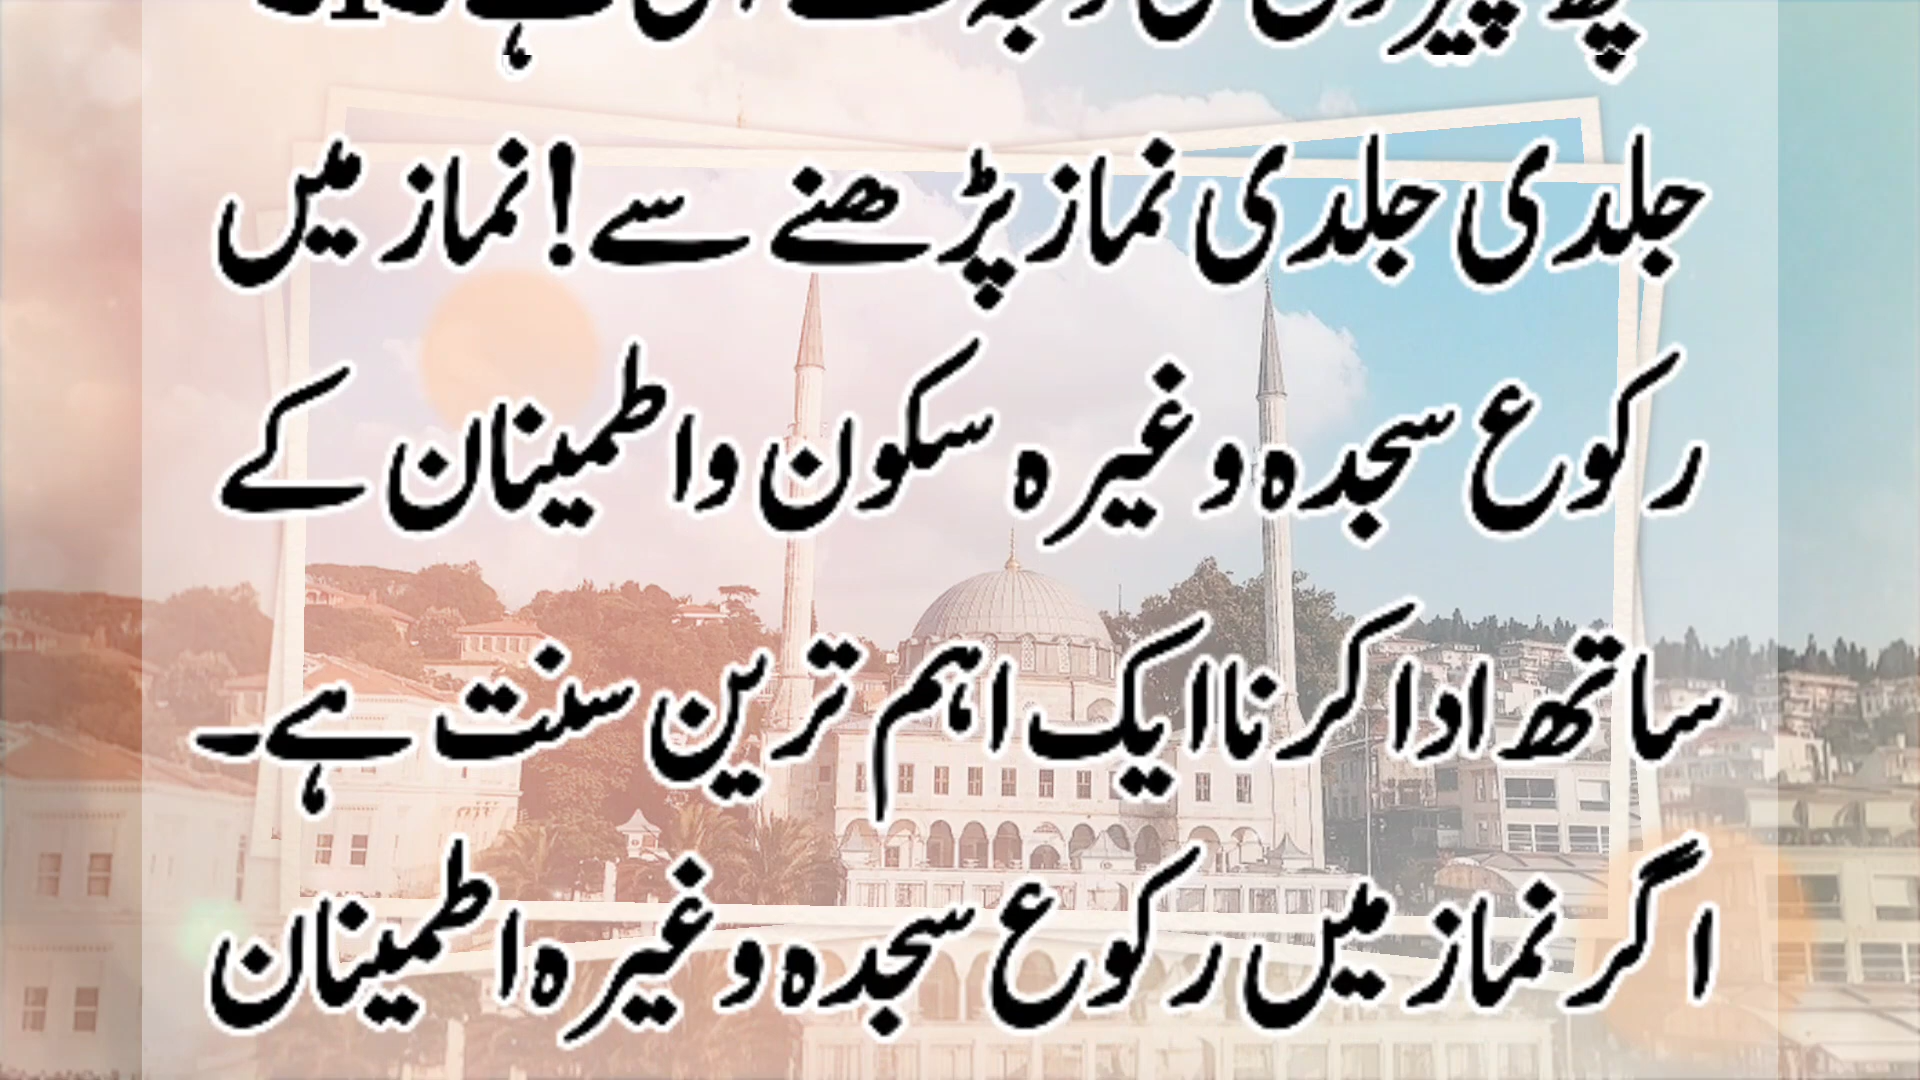 جلدی جلدی نماز پڑھنے سے! نماز میں
رکوع سجدہ وغیرہ سکون واطمینان کے
ساتھ ادا کرنا ایک اہم ترین سنت ہے۔
اگر نماز میں رکوع سجدہ وغیرہ اطمینان